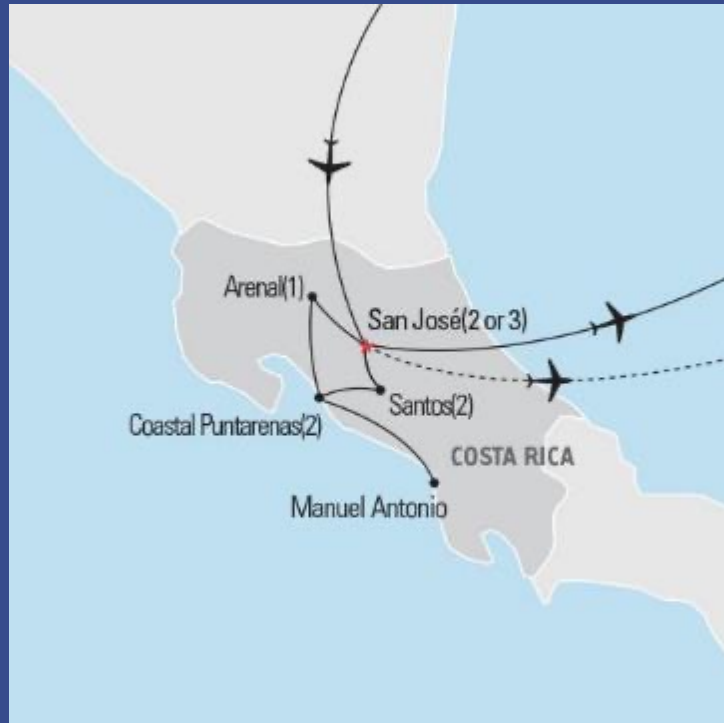 Arenal(1)
San José(2 or 3)
Santos(2)
Coastal Puntarenas(2)
COSTA RICA
Manuel Antonio